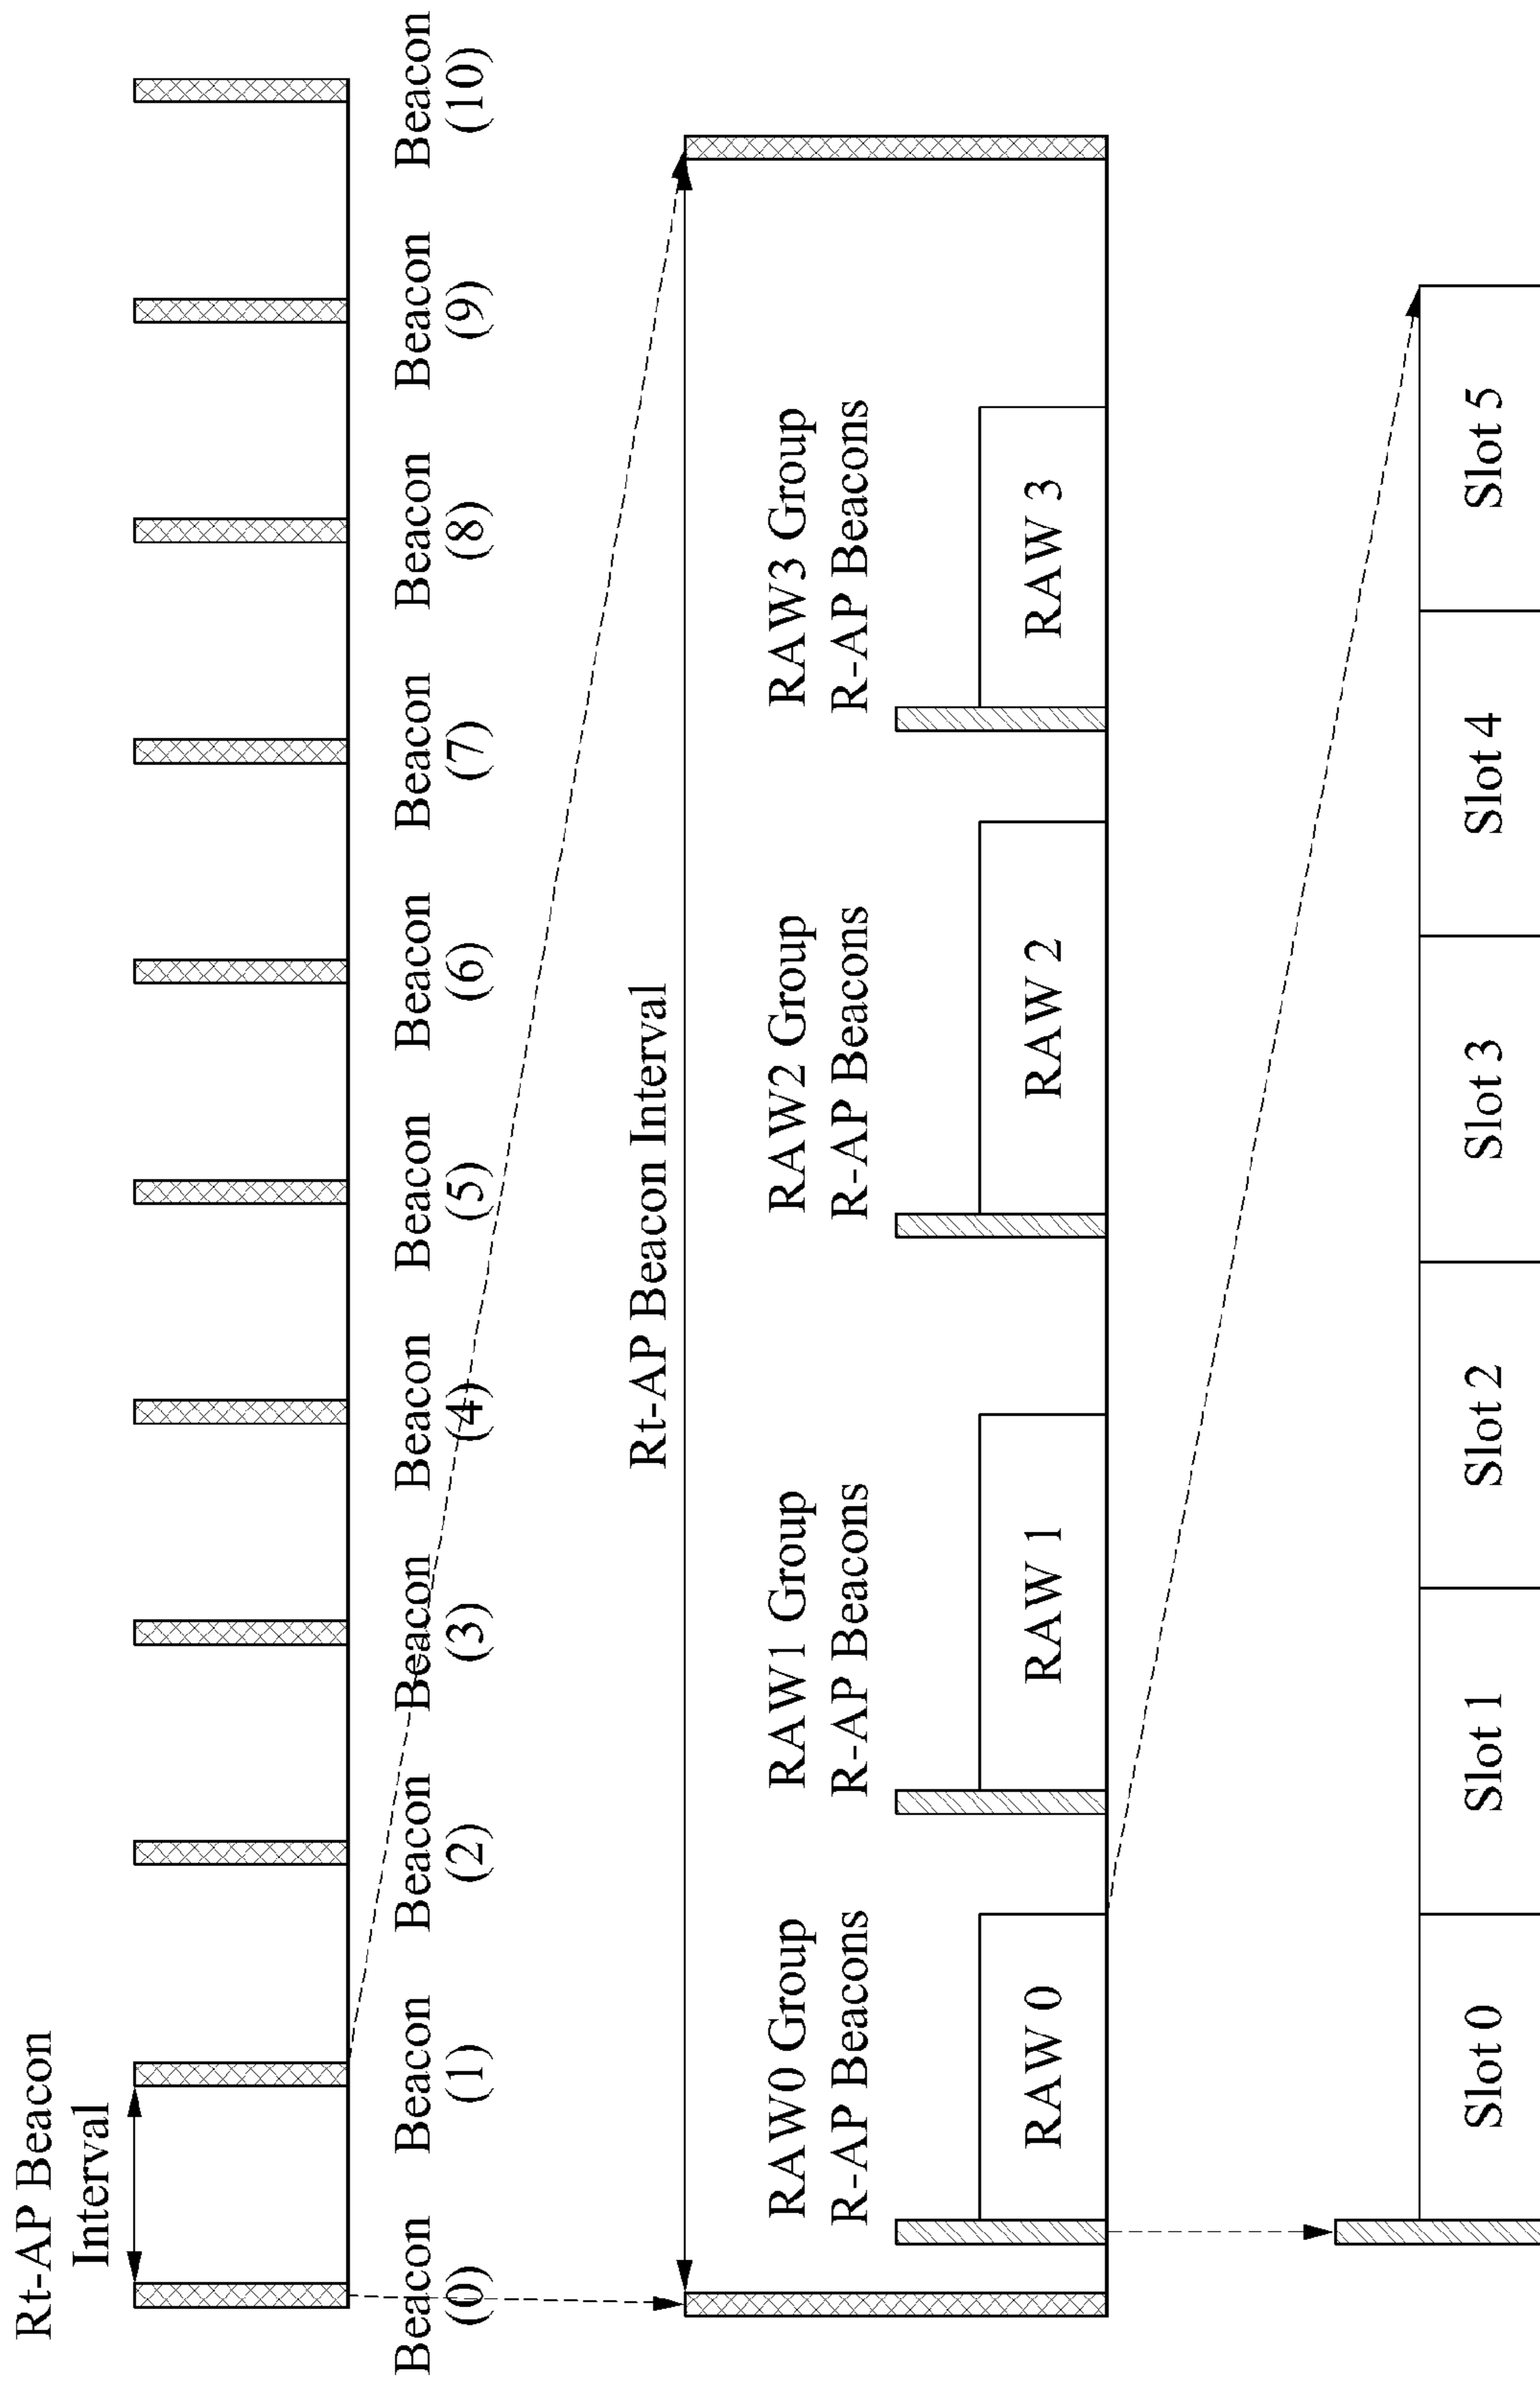 Rt-AP Beacon
Interval
Beacon
(0)
Beacon
(1)
Beacon
(2)
Beacon
(3)
Beacon
(4)
Beacon
(5)
Beacon
(6)
Beacon
(7)
Beacon
(8)
Beacon
(9)
Beacon
(10)
Rt-AP Beacon Interval
RAW0 Group
R-AP Beacons
RAW1 Group
R-AP Beacons
RAW2 Group
R-AP Beacons
RAW3 Group
R-AP Beacons
RAW 0
RAW 1
RAW 2
RAW 3
Slot 0
Slot 1
Slot 2
Slot 3
Slot 4
Slot 5